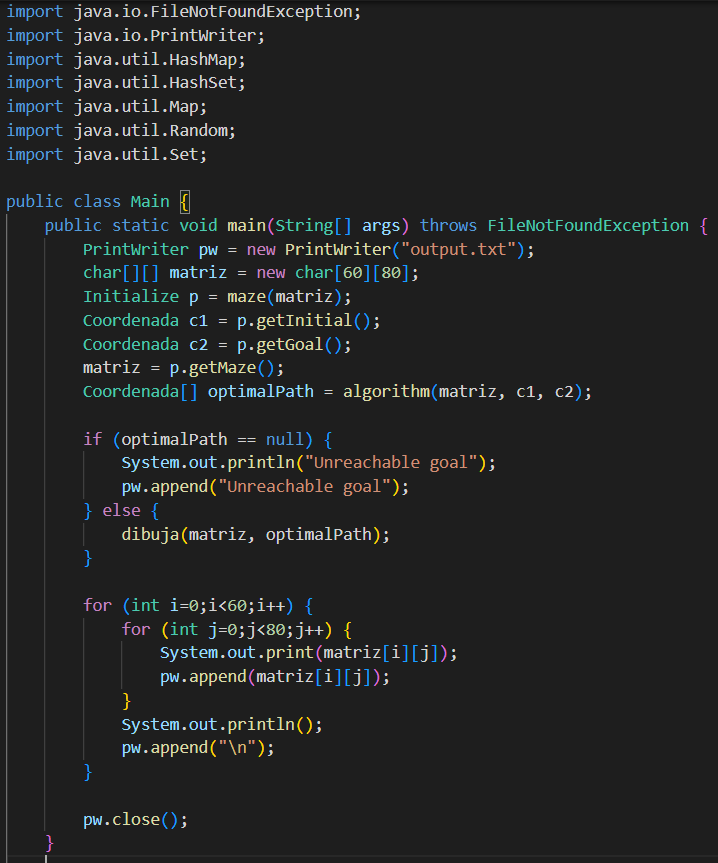 import java.io.FileNotFoundException;
import java.io.PrintWriter;
import java.util.HashMap;
import java.util.HashSet;
import java.util.Map;
import java.util.Random;
import java.util.Set;

public class Main {
    public static void main(String[] args) throws FileNotFoundException {
        PrintWriter pw = new PrintWriter("output.txt");
        char[][] matriz = new char[60][80];
        Initialize p = maze(matriz);
        Coordenada c1 = p.getInitial();
        Coordenada c2 = p.getGoal();
        matriz = p.getMaze();
        Coordenada[] optimalPath = algorithm(matriz, c1, c2);

        if (optimalPath == null) {
            System.out.println("Unreachable goal");
            pw.append("Unreachable goal");
        } else {
            dibuja(matriz, optimalPath);
        }

        for (int i=0;i<60;i++) {
            for (int j=0;j<80;j++) {
                System.out.print(matriz[i][j]);
                pw.append(matriz[i][j]);
            }
            System.out.println();
            pw.append("\n");
        }

        pw.close();
    }